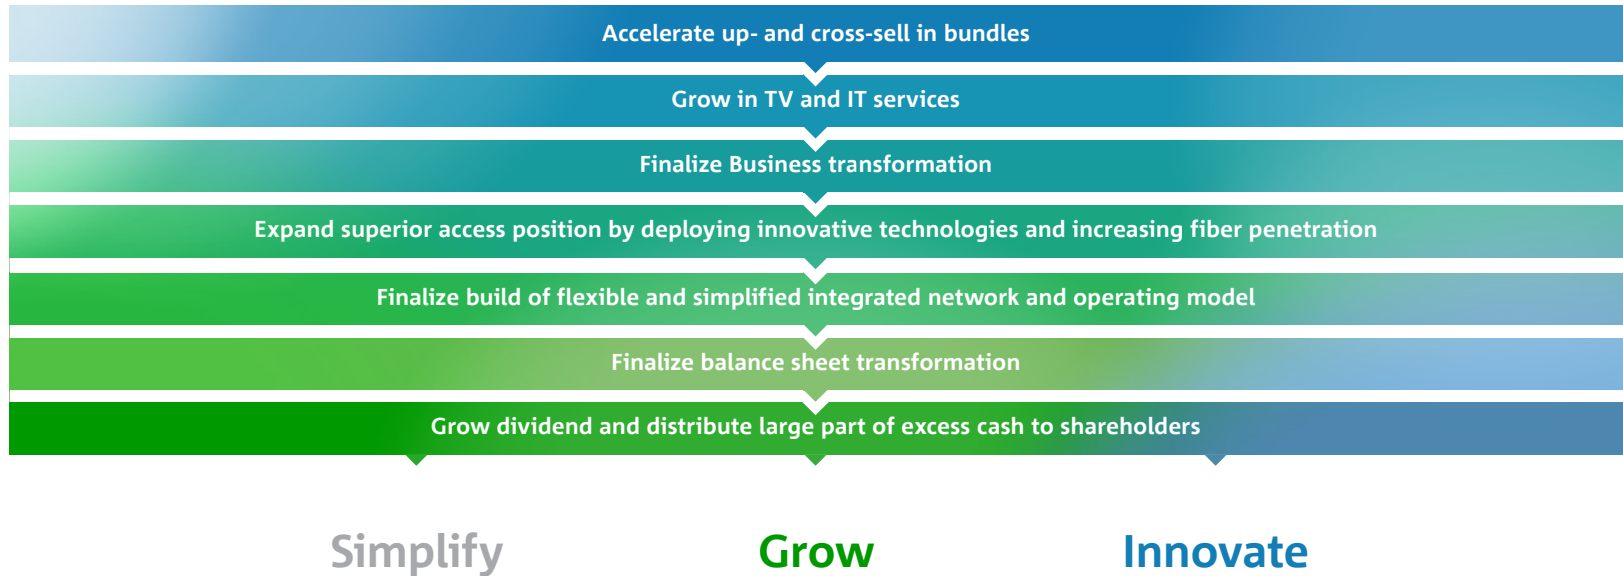 Accelerate up- and cross-sell in bundles
Grow in TV and IT services
Finalize Business transformation
Expand superior access position by deploying innovative technologies and increasing fiber penetration
Finalize build of flexible and simplified integrated network and operating model
Finalize balance sheet transformation
Grow dividend and distribute large part of excess cash to shareholders
Simplify Grow Innovate